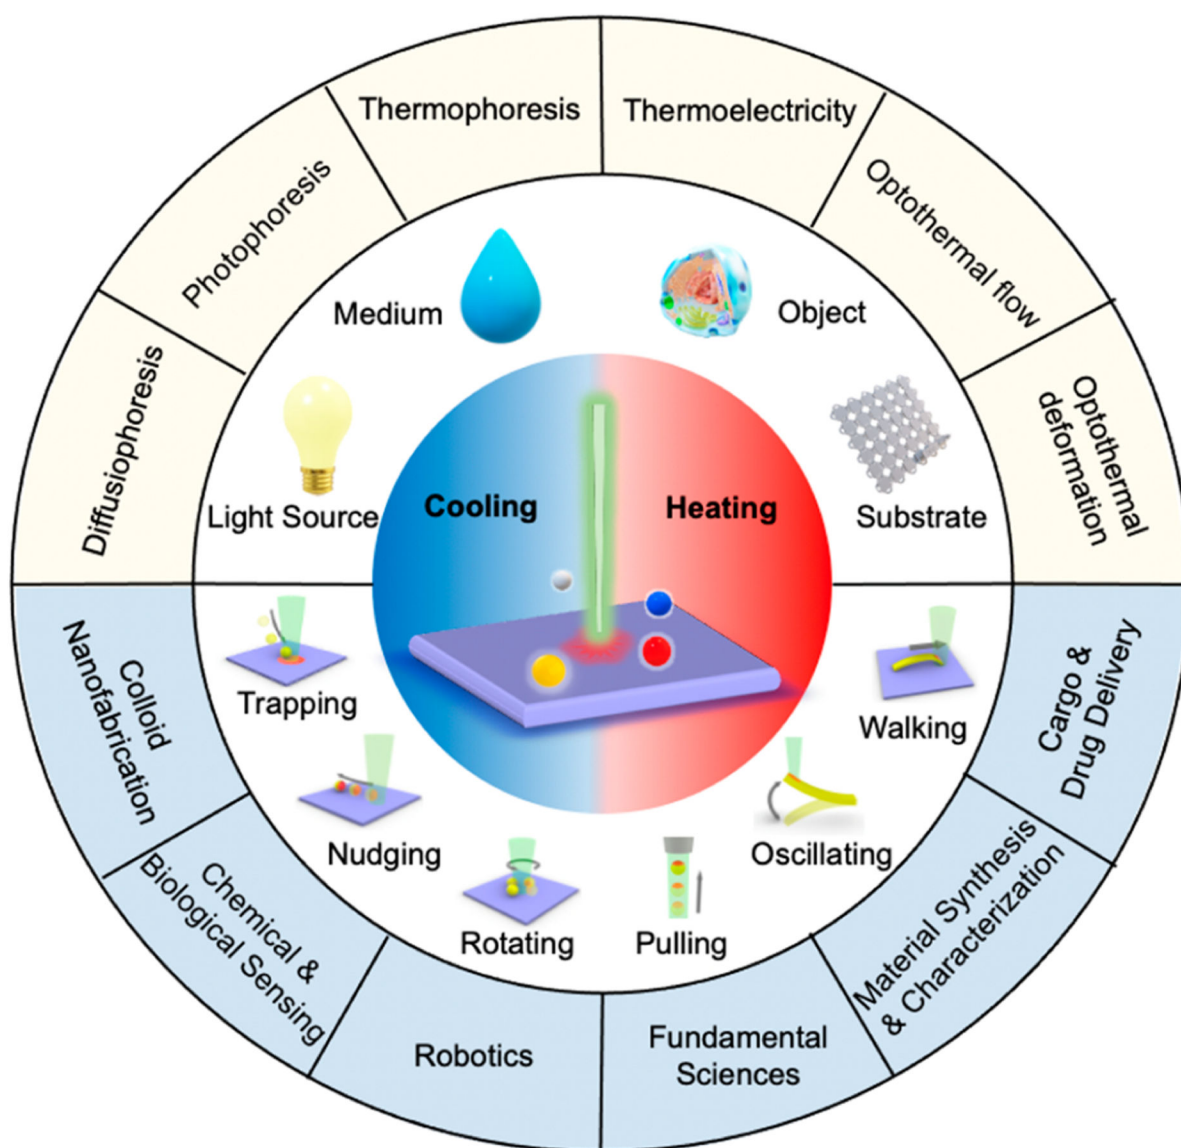 Thermophoresis
Thermoelectricity
Photophoresis
Optothermal flow
Diffusiophoresis
Optothermal
deformation
Medium
Object
Light Source
Substrate
Cooling
Heating
Trapping
Walking
Nudging
Oscillating
Rotating
Pulling
Colloid
Nanofabrication
Cargo &
Drug Delivery
Chemical &
Biological Sensing
Material Synthesis
& Characterization
Robotics
Fundamental
Sciences